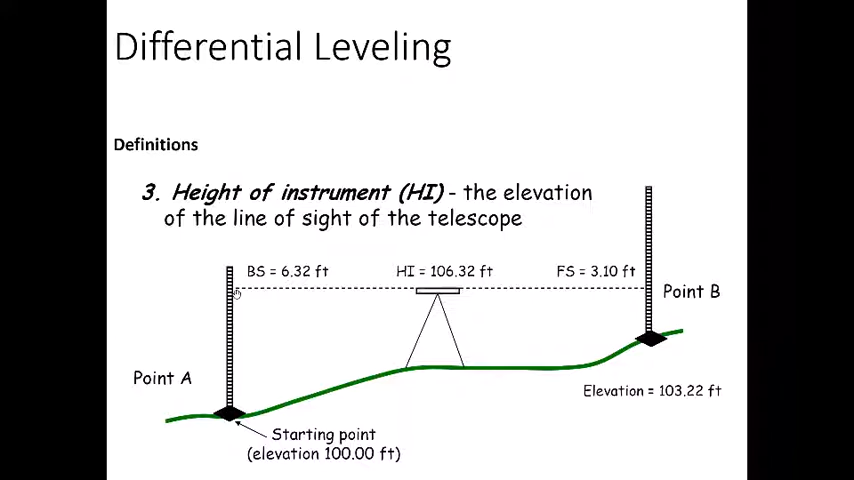 Differential Leveling
Definitions
3. Height of instrument (HI) - the elevation
of the line of sight of the telescope
BS = 6.32 ft
HI = 106.32 ft
FS = 3.10 ft
Point B
Point A
Elevation = 103.22 ft
Starting point
(elevation 100.00 ft)